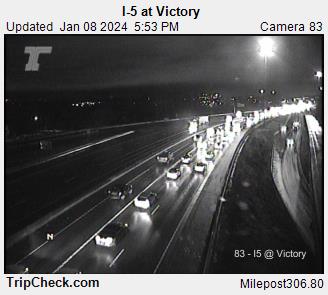 I-5 at Victory
Updated Jan 08 2024 5:53 PM Camera 83
T
N
83 - I5 @ Victory
TripCheck.com Milepost306.80